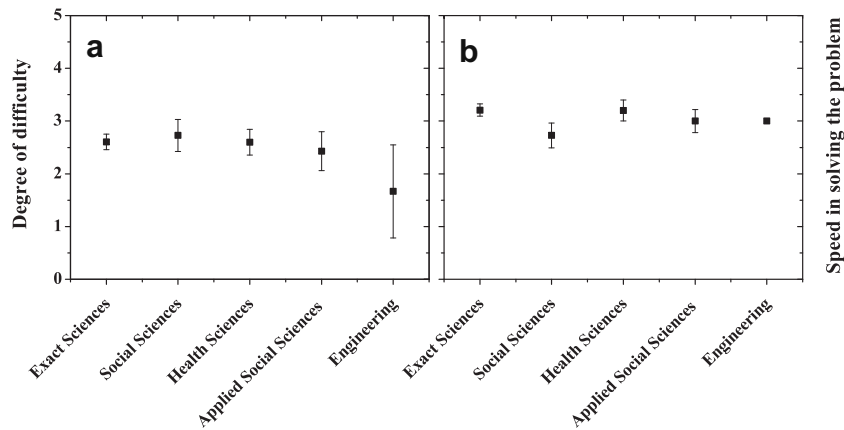 a
b
Degree of difficulty
5
4
3
2
1
0
Exact Sciences
Social Sciences
Health Sciences
Applied Social Sciences
Engineering
Exact Sciences
Social Sciences
Health Sciences
Applied Social Sciences
Engineering
Speed in solving the problem